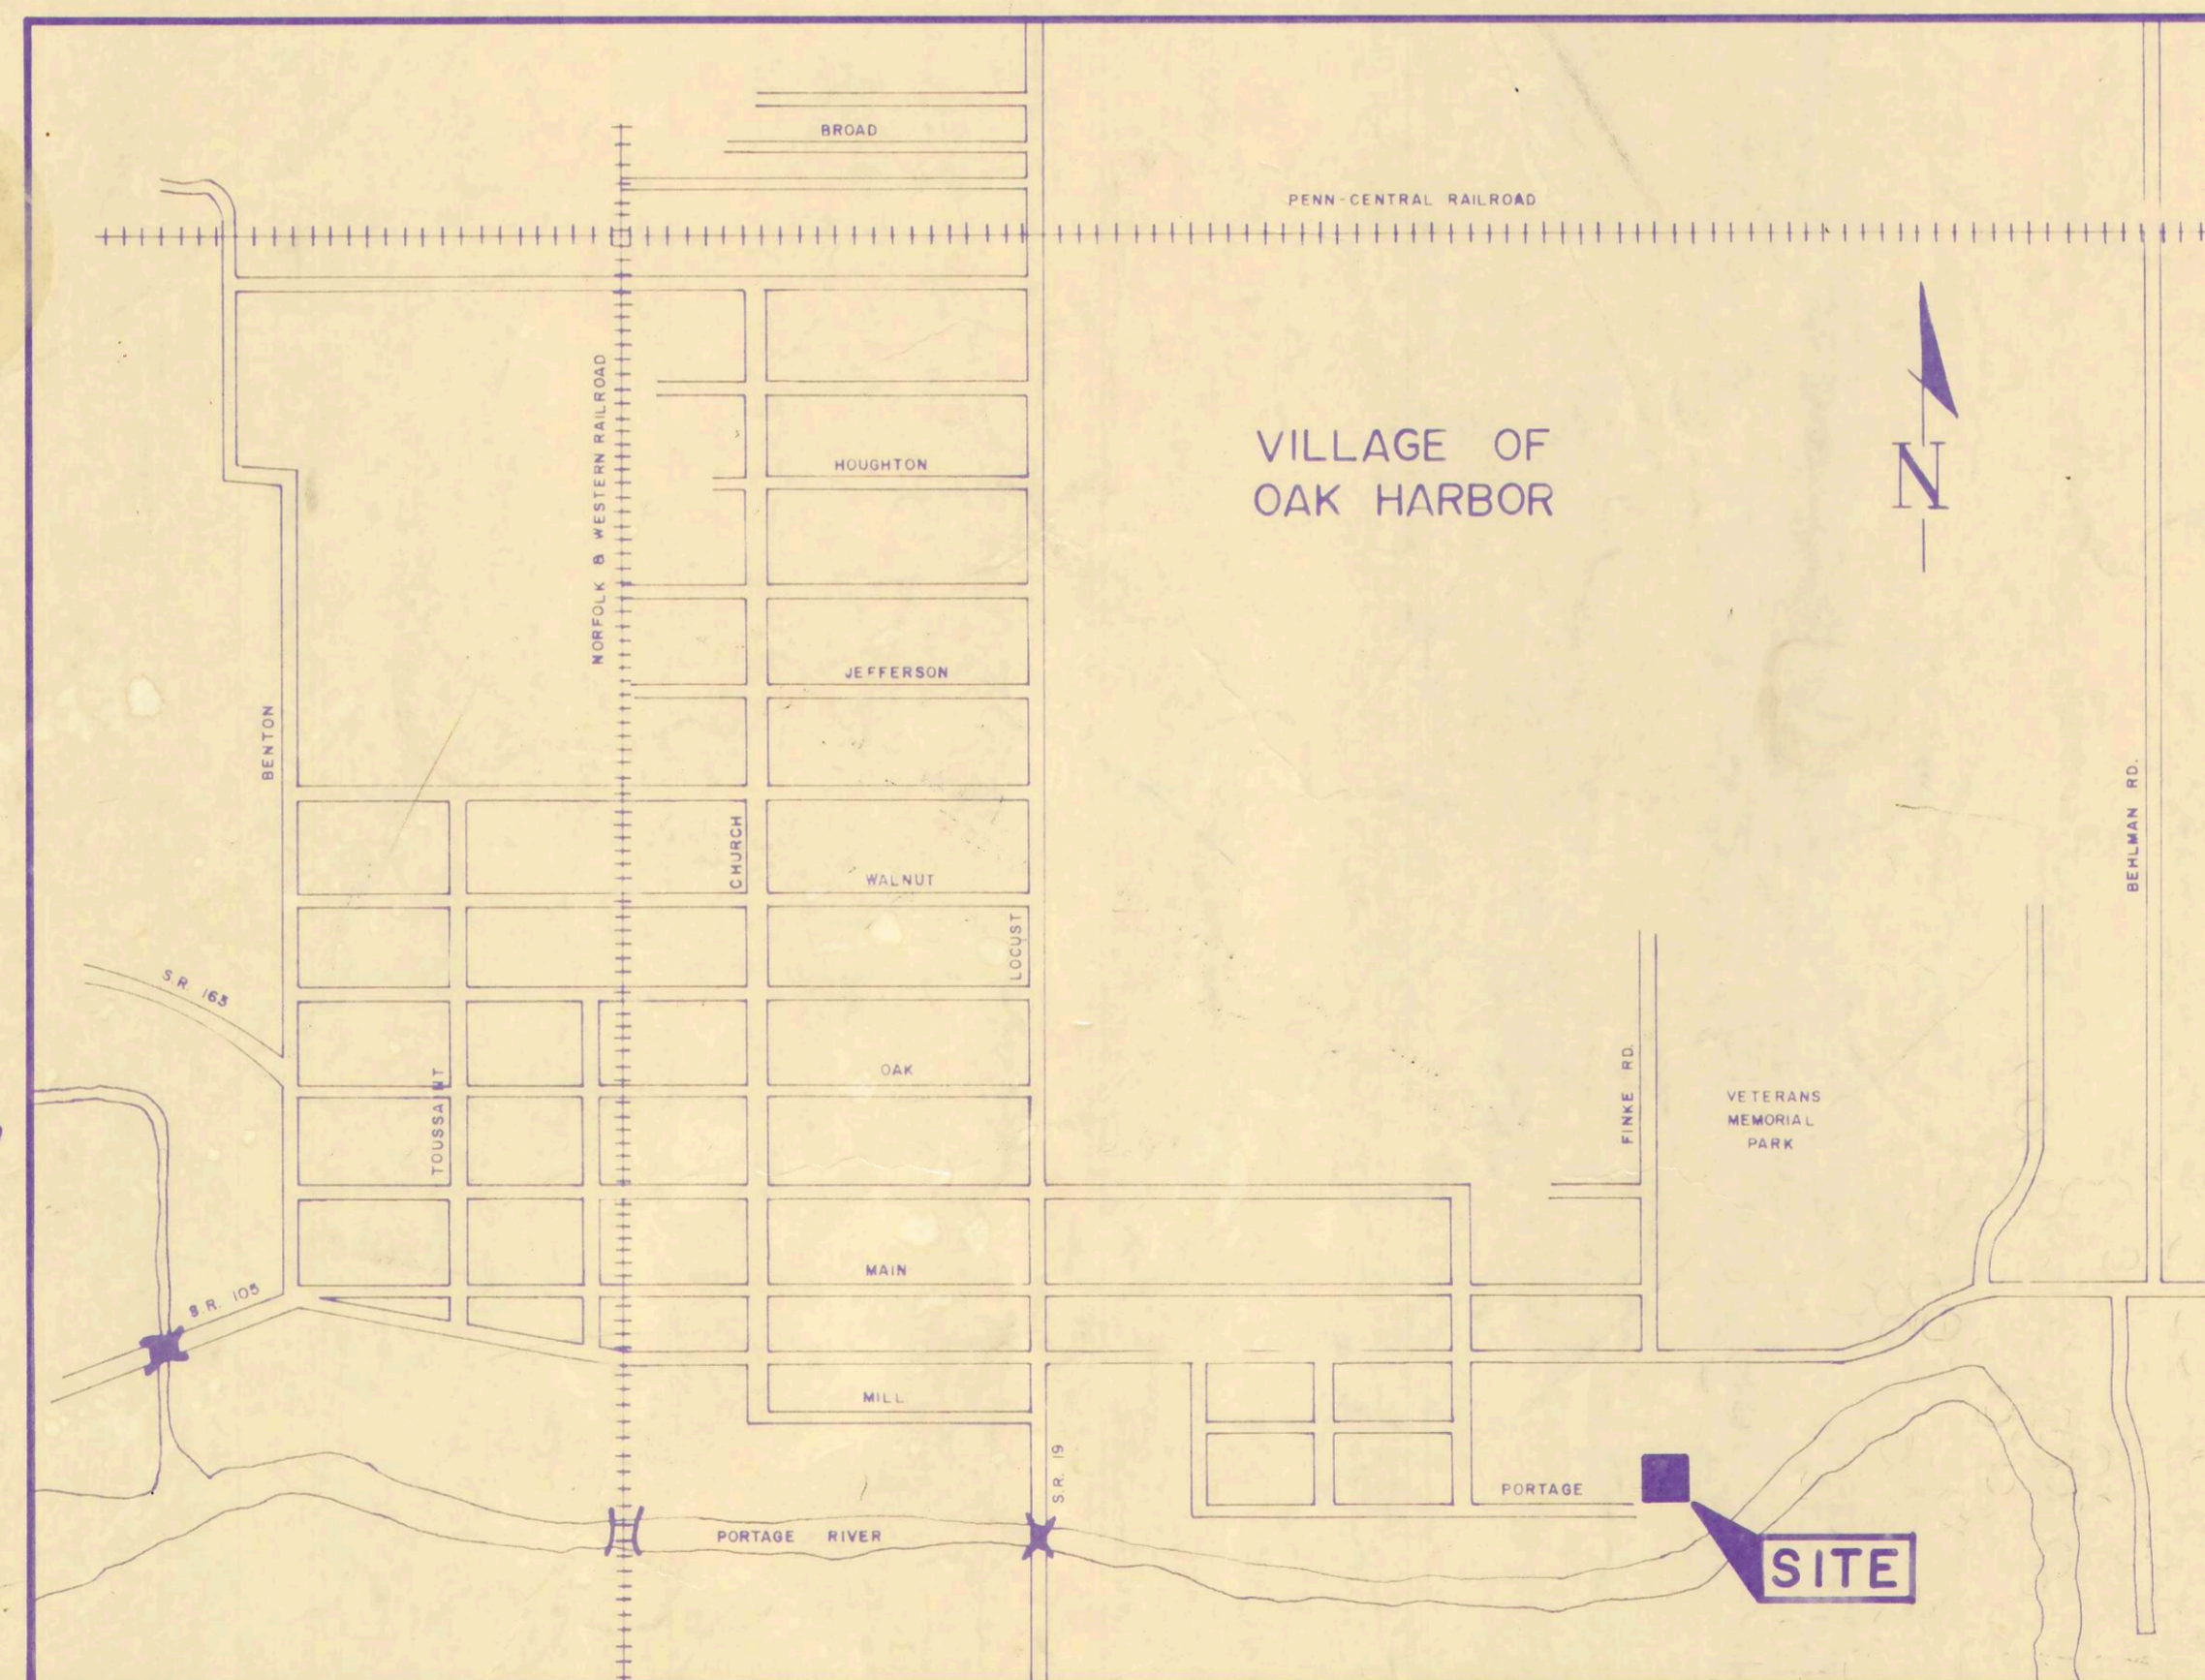 BROAD
PENN-CENTRAL RAILROAD
NORFOLK & WESTERN RAILROAD
VILLAGE OF
OAK HARBOR
N
HOUGHTON
JEFFERSON
BENTON
CHURCH
WALNUT
LOCUST
BEHLMAN RD.
S.R. 163
OAK
TOUSSAINT
FINKE RD.
VETERANS
MEMORIAL
PARK
MAIN
S.R. 105
MILL
S.R. 19
PORTAGE
PORTAGE RIVER
SITE